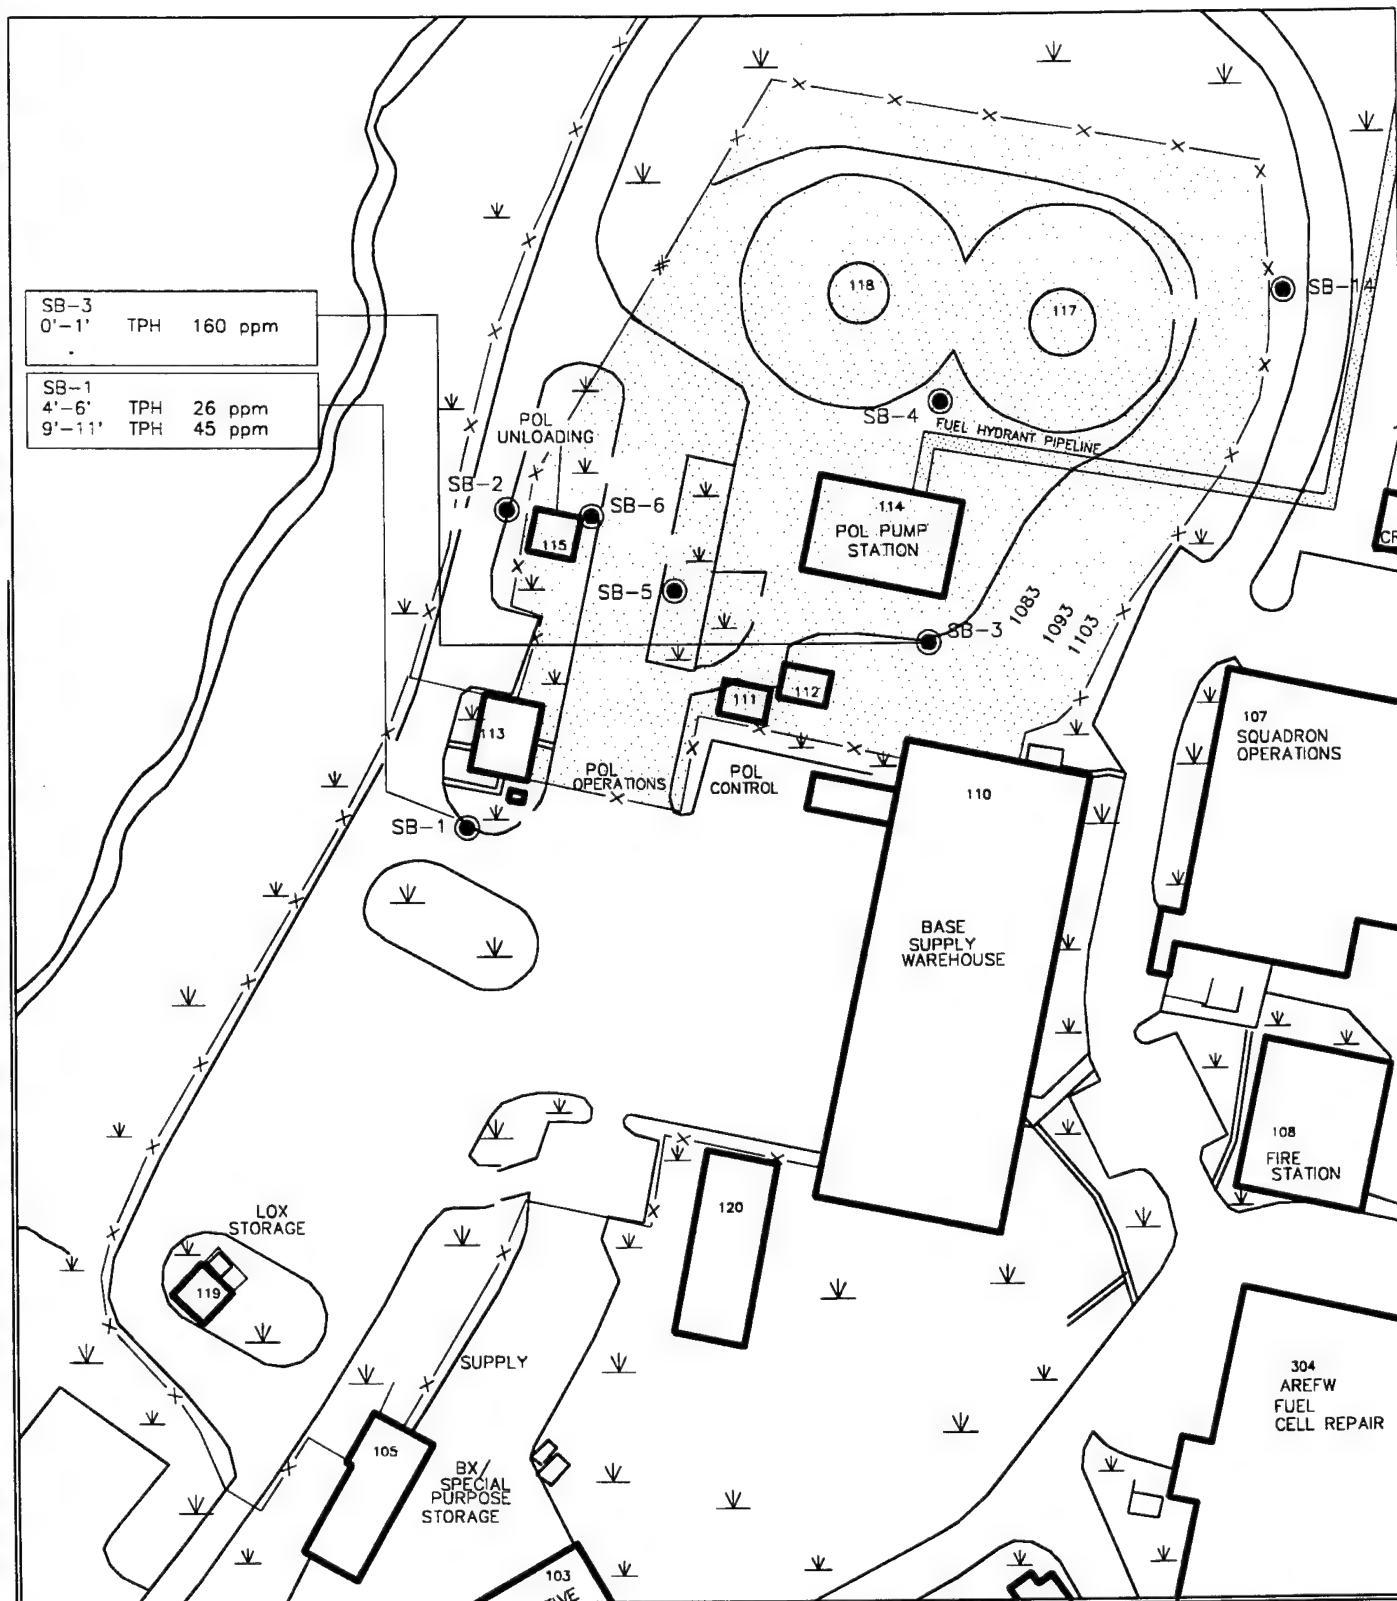 118
117
SB-14
SB-3
0'-1' TPH 160 ppm
SB-1
4'-6' TPH 26 ppm
9'-11' TPH 45 ppm
POL
UNLOADING
SB-4
FUEL HYDRANT PIPELINE
SB-2
SB-6
115
114
POL PUMP
STATION
CR
SB-5
1083
1093
1103
SB-3
111
112
113
107
SQUADRON
OPERATIONS
POL
OPERATIONS
POL
CONTROL
110
SB-1
BASE
SUPPLY
WAREHOUSE
108
FIRE
STATION
LOX
STORAGE
120
119
SUPPLY
304
AREFW
FUEL
CELL REPAIR
105
BX/
SPECIAL
PURPOSE
STORAGE
103